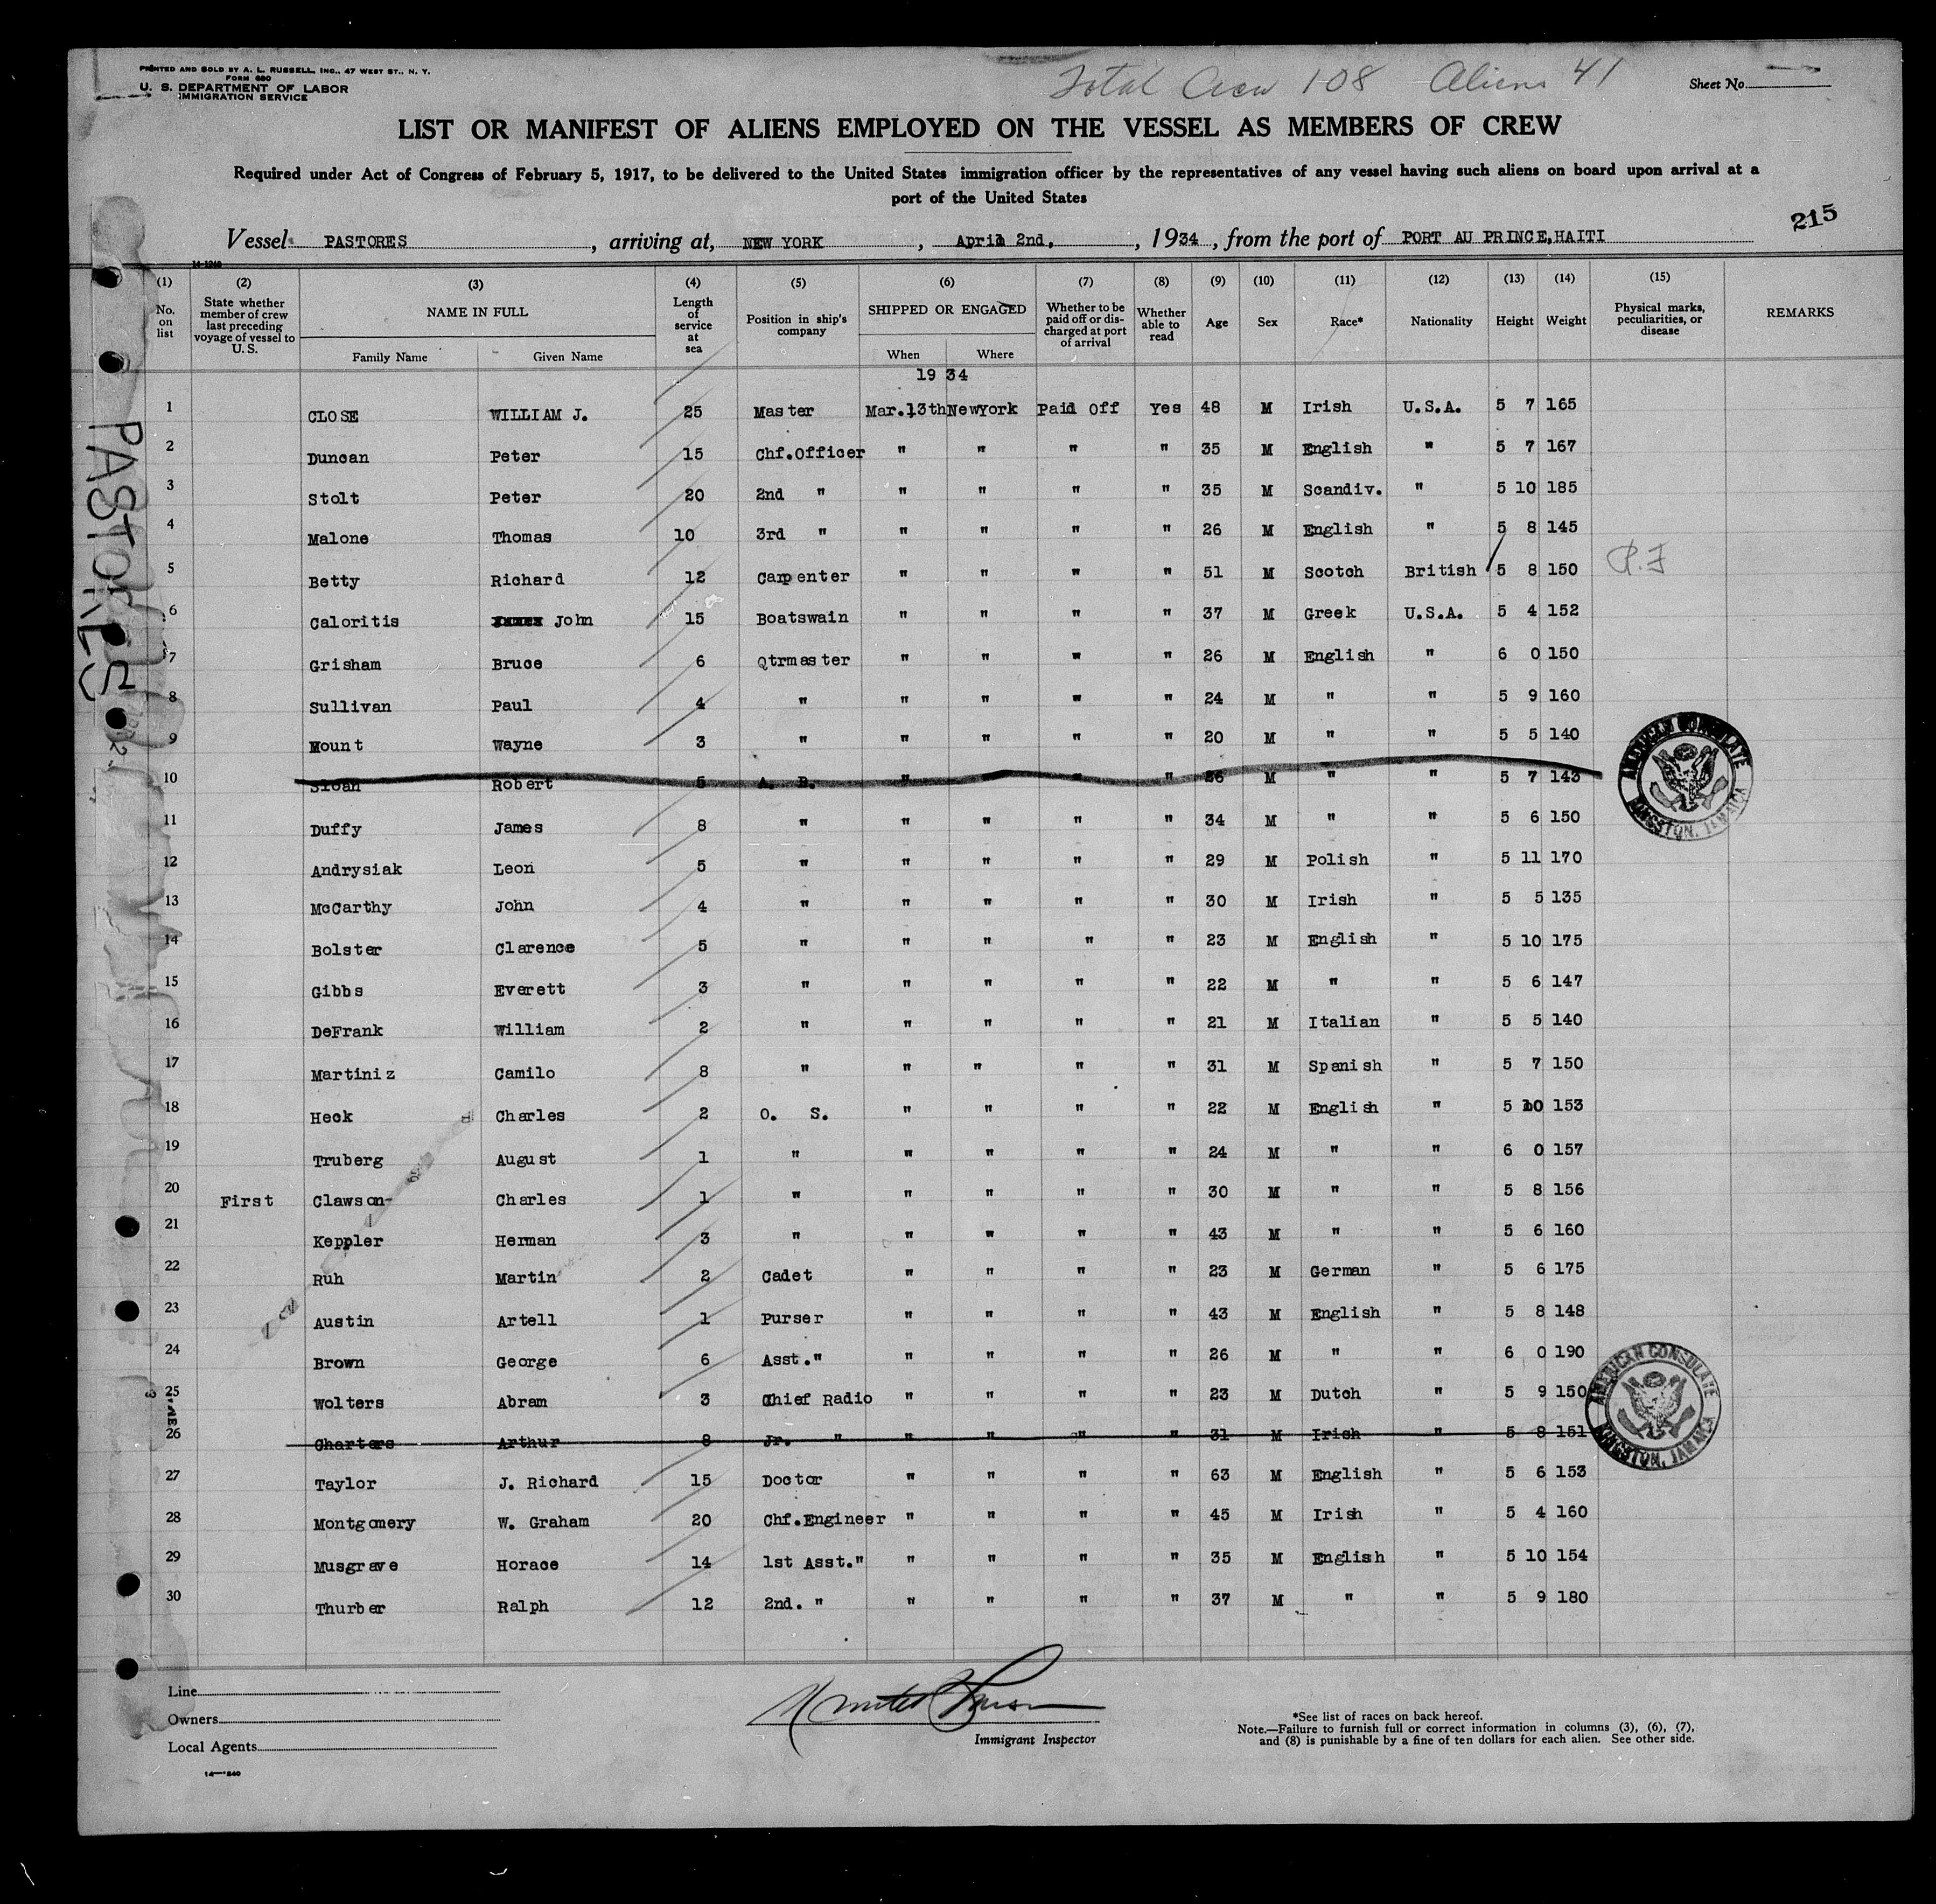 PRINTED AND SOLD BY A. L. RUSSELL, INC., 47 WEST ST., N. Y.
FORM 680
U. S. DEPARTMENT OF LABOR
IMMIGRATION SERVICE
Total Crew 108 Aliens 41
Sheet No.
LIST OR MANIFEST OF ALIENS EMPLOYED ON THE VESSEL AS MEMBERS OF CREW
Required under Act of Congress of February 5, 1917, to be delivered to the United States immigration officer by the representatives of any vessel having such aliens on board upon arrival at a
port of the United States
215
Vessel PASTORES, arriving at, NEW YORK, April 2nd, 1934, from the port of PORT AU PRINCE, HAITI
(1) (2) (3) (4) (5) (6) (7) (8) (9) (10) (11) (12) (13) (14) (15)
No. on list
State whether member of crew last preceding voyage of vessel to U. S.
NAME IN FULL
Family Name Given Name
Length of service at sea
Position in ship's company
SHIPPED OR ENGAGED
When Where
Whether to be paid off or discharged at port of arrival
Whether able to read
Age
Sex
Race*
Nationality
Height
Weight
Physical marks, peculiarities, or disease
REMARKS
1934
1 CLOSE WILLIAM J. 25 Master Mar.13th NewYork Paid Off Yes 48 M Irish U.S.A. 5 7 165
2 Duncan Peter 15 Chf.Officer " " " " 35 M English " 5 7 167
3 Stolt Peter 20 2nd " " " " " 35 M Scandiv. " 5 10 185
4 Malone Thomas 10 3rd " " " " " 26 M English " 5 8 145
5 Betty Richard 12 Carpenter " " " " 51 M Scotch British 5 8 150
6 Caloritis John 15 Boatswain " " " " 37 M Greek U.S.A. 5 4 152
7 Grisham Bruce 6 Qtrmaster " " " " 26 M English " 6 0 150
8 Sullivan Paul 4 " " " " " 24 M " " 5 9 160
9 Mount Wayne 3 " " " " " 20 M " " 5 5 140
10 Sloan Robert 5 A. B. " " " " 26 M " " 5 7 143
11 Duffy James 8 " " " " " 34 M " " 5 6 150
12 Andrysiak Leon 5 " " " " " 29 M Polish " 5 11 170
13 McCarthy John 4 " " " " " 30 M Irish " 5 5 135
14 Bolster Clarence 5 " " " " " 23 M English " 5 10 175
15 Gibbs Everett 3 " " " " " 22 M " " 5 6 147
16 DeFrank William 2 " " " " " 21 M Italian " 5 5 140
17 Martiniz Camilo 8 " " " " " 31 M Spanish " 5 7 150
18 Heck Charles 2 O. S. " " " " 22 M English " 5 10 153
19 Truberg August 1 " " " " " 24 M " " 6 0 157
20 First Clawson- Charles 1 " " " " " 30 M " " 5 8 156
21 Keppler Herman 3 " " " " " 43 M " " 5 6 160
22 Ruh Martin 2 Cadet " " " " 23 M German " 5 6 175
23 Austin Artell 1 Purser " " " " 43 M English " 5 8 148
24 Brown George 6 Asst." " " " " 26 M " " 6 0 190
25 Wolters Abram 3 Chief Radio " " " " 23 M Dutch " 5 9 150
26 Charters Arthur 8 Jr. " " " " " 31 M Irish " 5 8 151
27 Taylor J. Richard 15 Doctor " " " " 63 M English " 5 6 153
28 Montgomery W. Graham 20 Chf.Engineer " " " " 45 M Irish " 5 4 160
29 Musgrave Horace 14 1st Asst." " " " " 35 M English " 5 10 154
30 Thurber Ralph 12 2nd. " " " " " 37 M " " 5 9 180
AMERICAN CONSULATE
KINGSTON, JAMAICA
AMERICAN CONSULATE
KINGSTON, JAMAICA
PASTORES
Line
Owners
Local Agents
Immigrant Inspector
*See list of races on back hereof.
Note.—Failure to furnish full or correct information in columns (3), (6), (7),
and (8) is punishable by a fine of ten dollars for each alien. See other side.